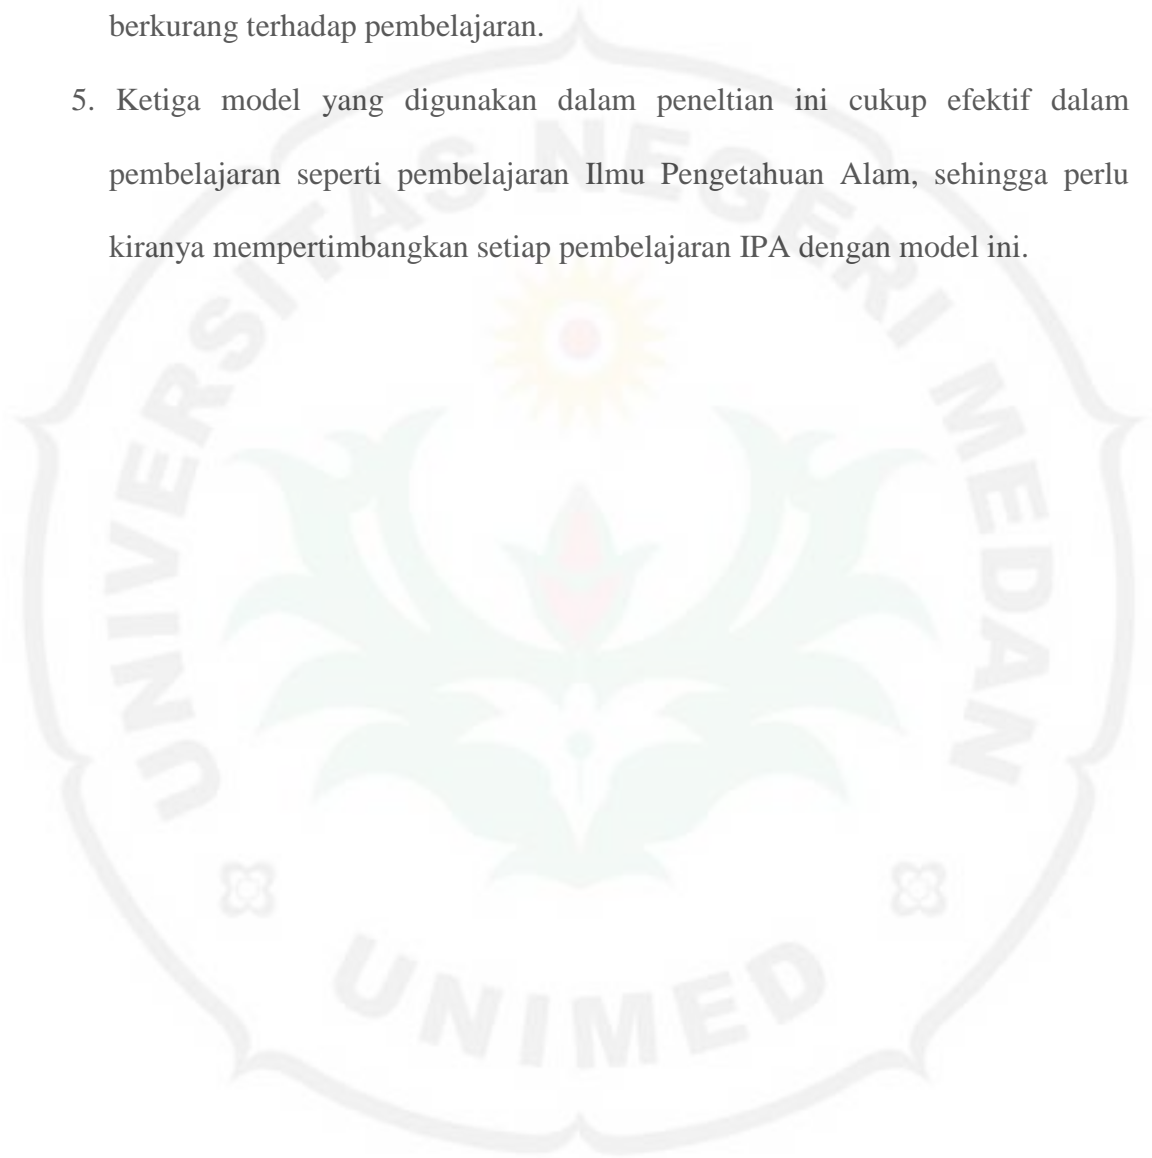 berkurang terhadap pembelajaran.
5. Ketiga model yang digunakan dalam peneltian ini cukup efektif dalam
pembelajaran seperti pembelajaran Ilmu Pengetahuan Alam, sehingga perlu
kiranya mempertimbangkan setiap pembelajaran IPA dengan model ini.
UNIVERSITAS NEGERI MEDAN
UNIMED